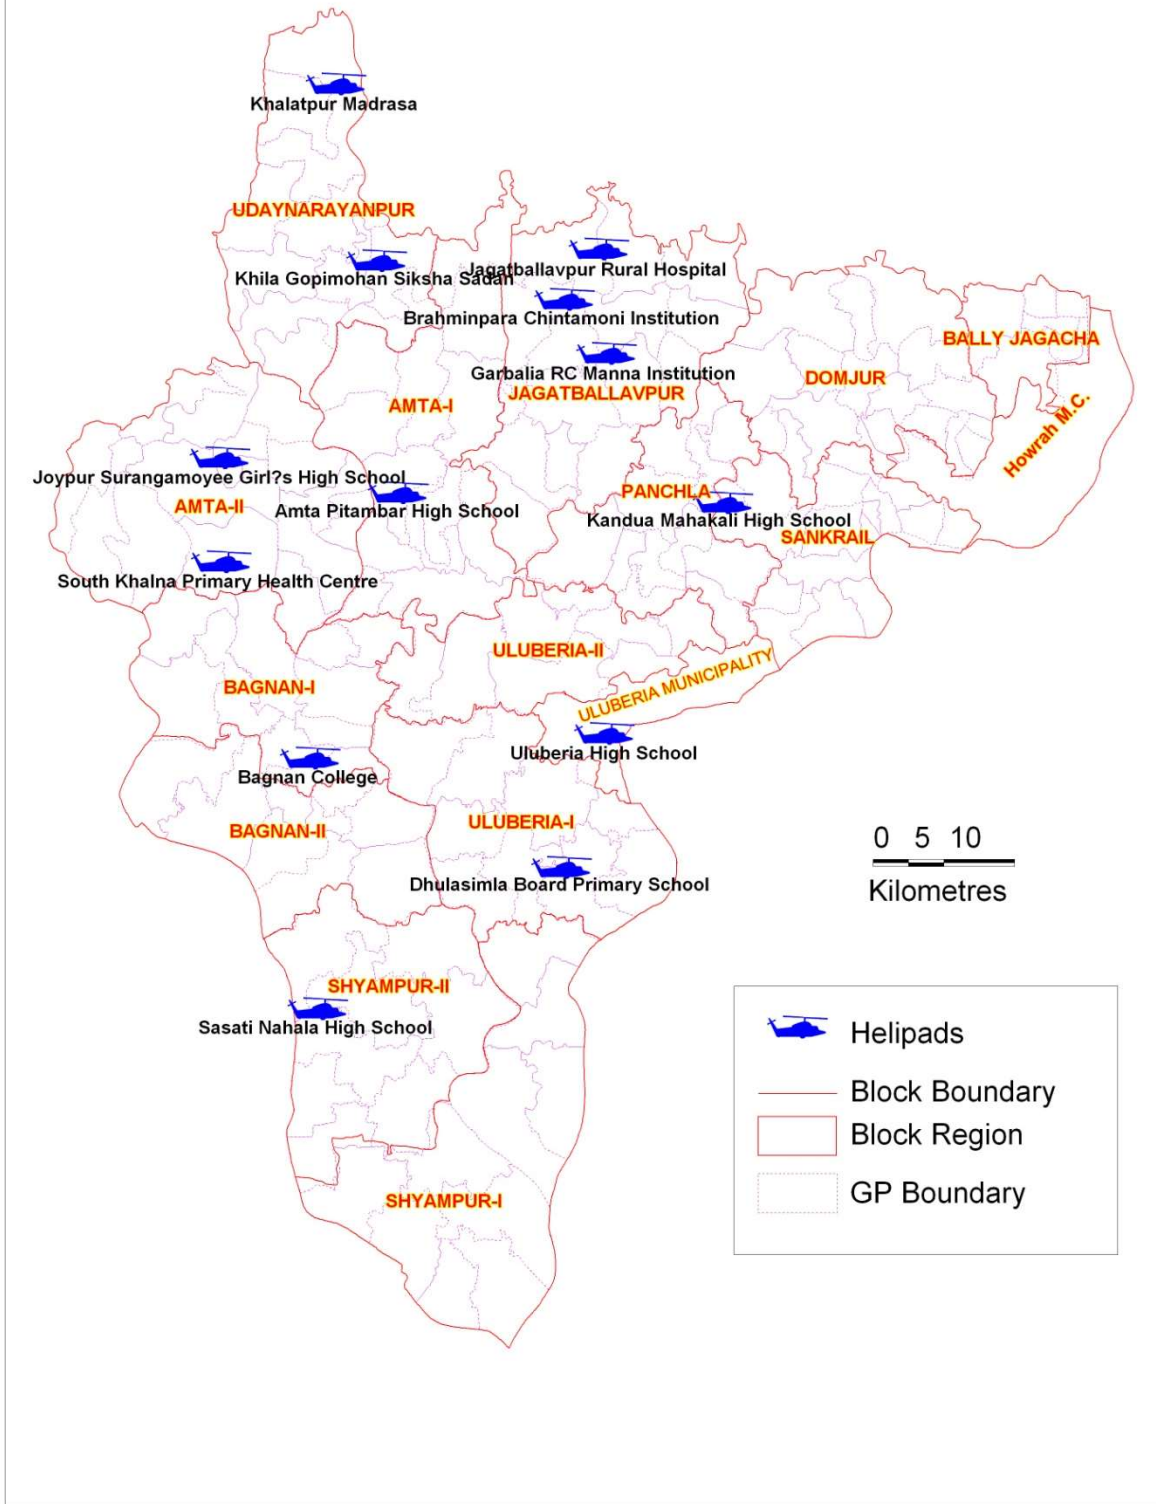 Khalatpur Madrasa
UDAYNARAYANPUR
Khila Gopimohan Siksha Sadan
Jagatballavpur Rural Hospital
Brahminpara Chintamoni Institution
BALLY JAGACHA
Garbalia RC Manna Institution
DOMJUR
JAGATBALLAVPUR
AMTA-I
Howrah M.C.
Joypur Surangamoyee Girl?s High School
PANCHLA
AMTA-II
Amta Pitambar High School
Kandua Mahakali High School
SANKRAIL
South Khalna Primary Health Centre
ULUBERIA-II
ULUBERIA MUNICIPALITY
BAGNAN-I
Uluberia High School
Bagnan College
ULUBERIA-I
BAGNAN-II
0 5 10
Kilometres
Dhulasimla Board Primary School
SHYAMPUR-II
Sasati Nahala High School
SHYAMPUR-I
Helipads
Block Boundary
Block Region
GP Boundary